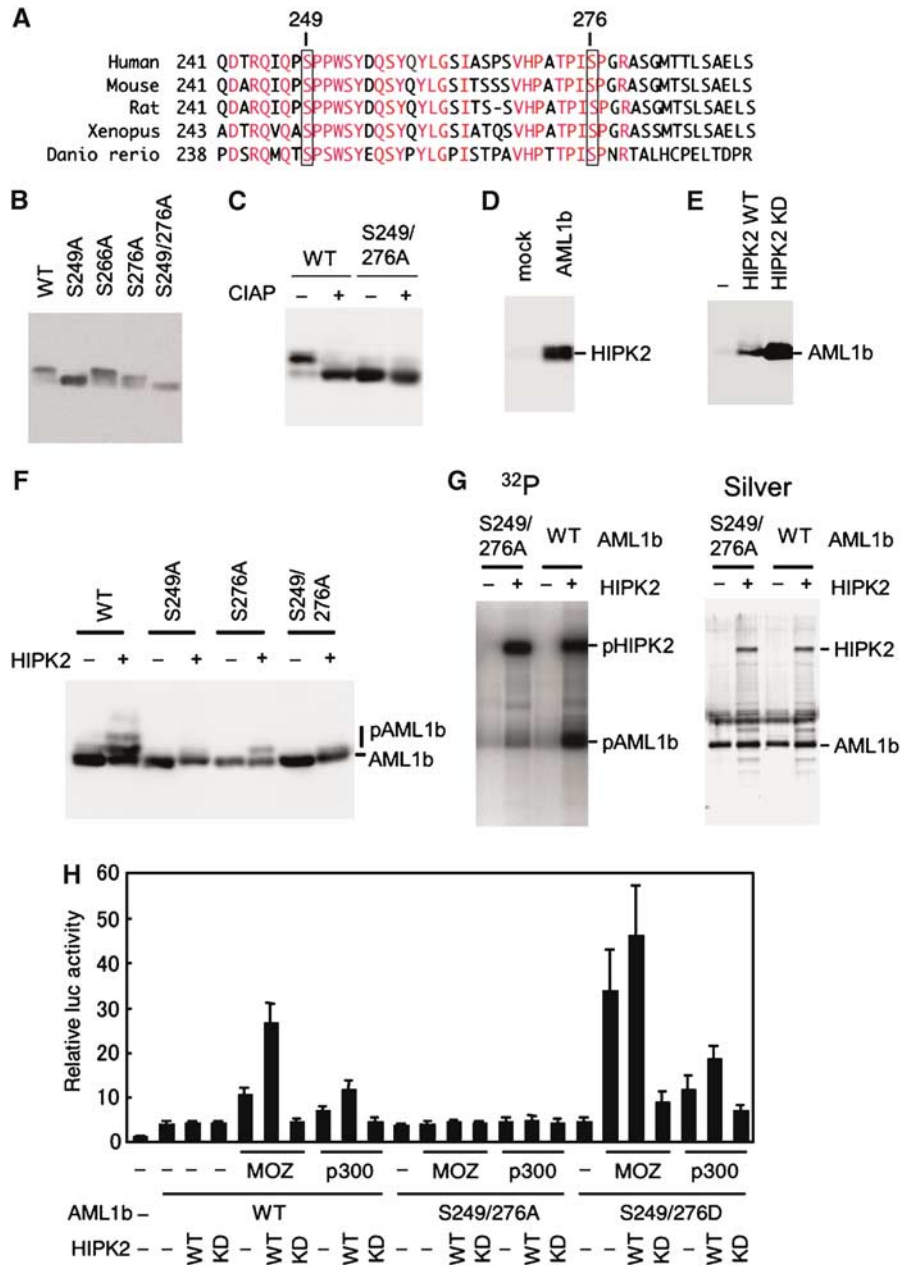 A
249 276
Human 241 QDTRQIQPSPPWSYDQSYQYLGSIASPSVHPATPISPGRASGMTTLSAELS
Mouse 241 QDARQIQPSPPWSYDQSYQYLGSITSSSVHPATPISPGRASGMTSLSAELS
Rat 241 QDARQIQPSPPWSYDQSYQYLGSITS-SVHPATPISPGRASGMTSLSAELS
Xenopus 243 ADTRQVQASPPWSYDQSYQYLGSIATQSVHPATPISPGRASSMTSLSAELS
Danio rerio 238 PDSRQMQTSPSWSYEQSYPYLGPISTPAVHPTTPISPNRTALHCPELTDPR
B
WT S249A S266A S276A S249/276A
C
WT S249/
276A
CIAP – + – +
D
mock AML1b
HIPK2
E
– HIPK2 WT HIPK2 KD
AML1b
F
WT S249A S276A S249/
276A
HIPK2 – + – + – + – +
pAML1b
AML1b
G
32P Silver
S249/
276A WT AML1b
– + – + HIPK2
pHIPK2
pAML1b
S249/
276A WT AML1b
– + – + HIPK2
HIPK2
AML1b
H
Relative luc activity
60
50
40
30
20
10
0
– – – – MOZ p300 – MOZ p300 – MOZ p300
AML1b – WT S249/276A S249/276D
HIPK2 – – WT KD – WT KD – WT KD – – WT KD – WT KD – – WT KD – WT KD